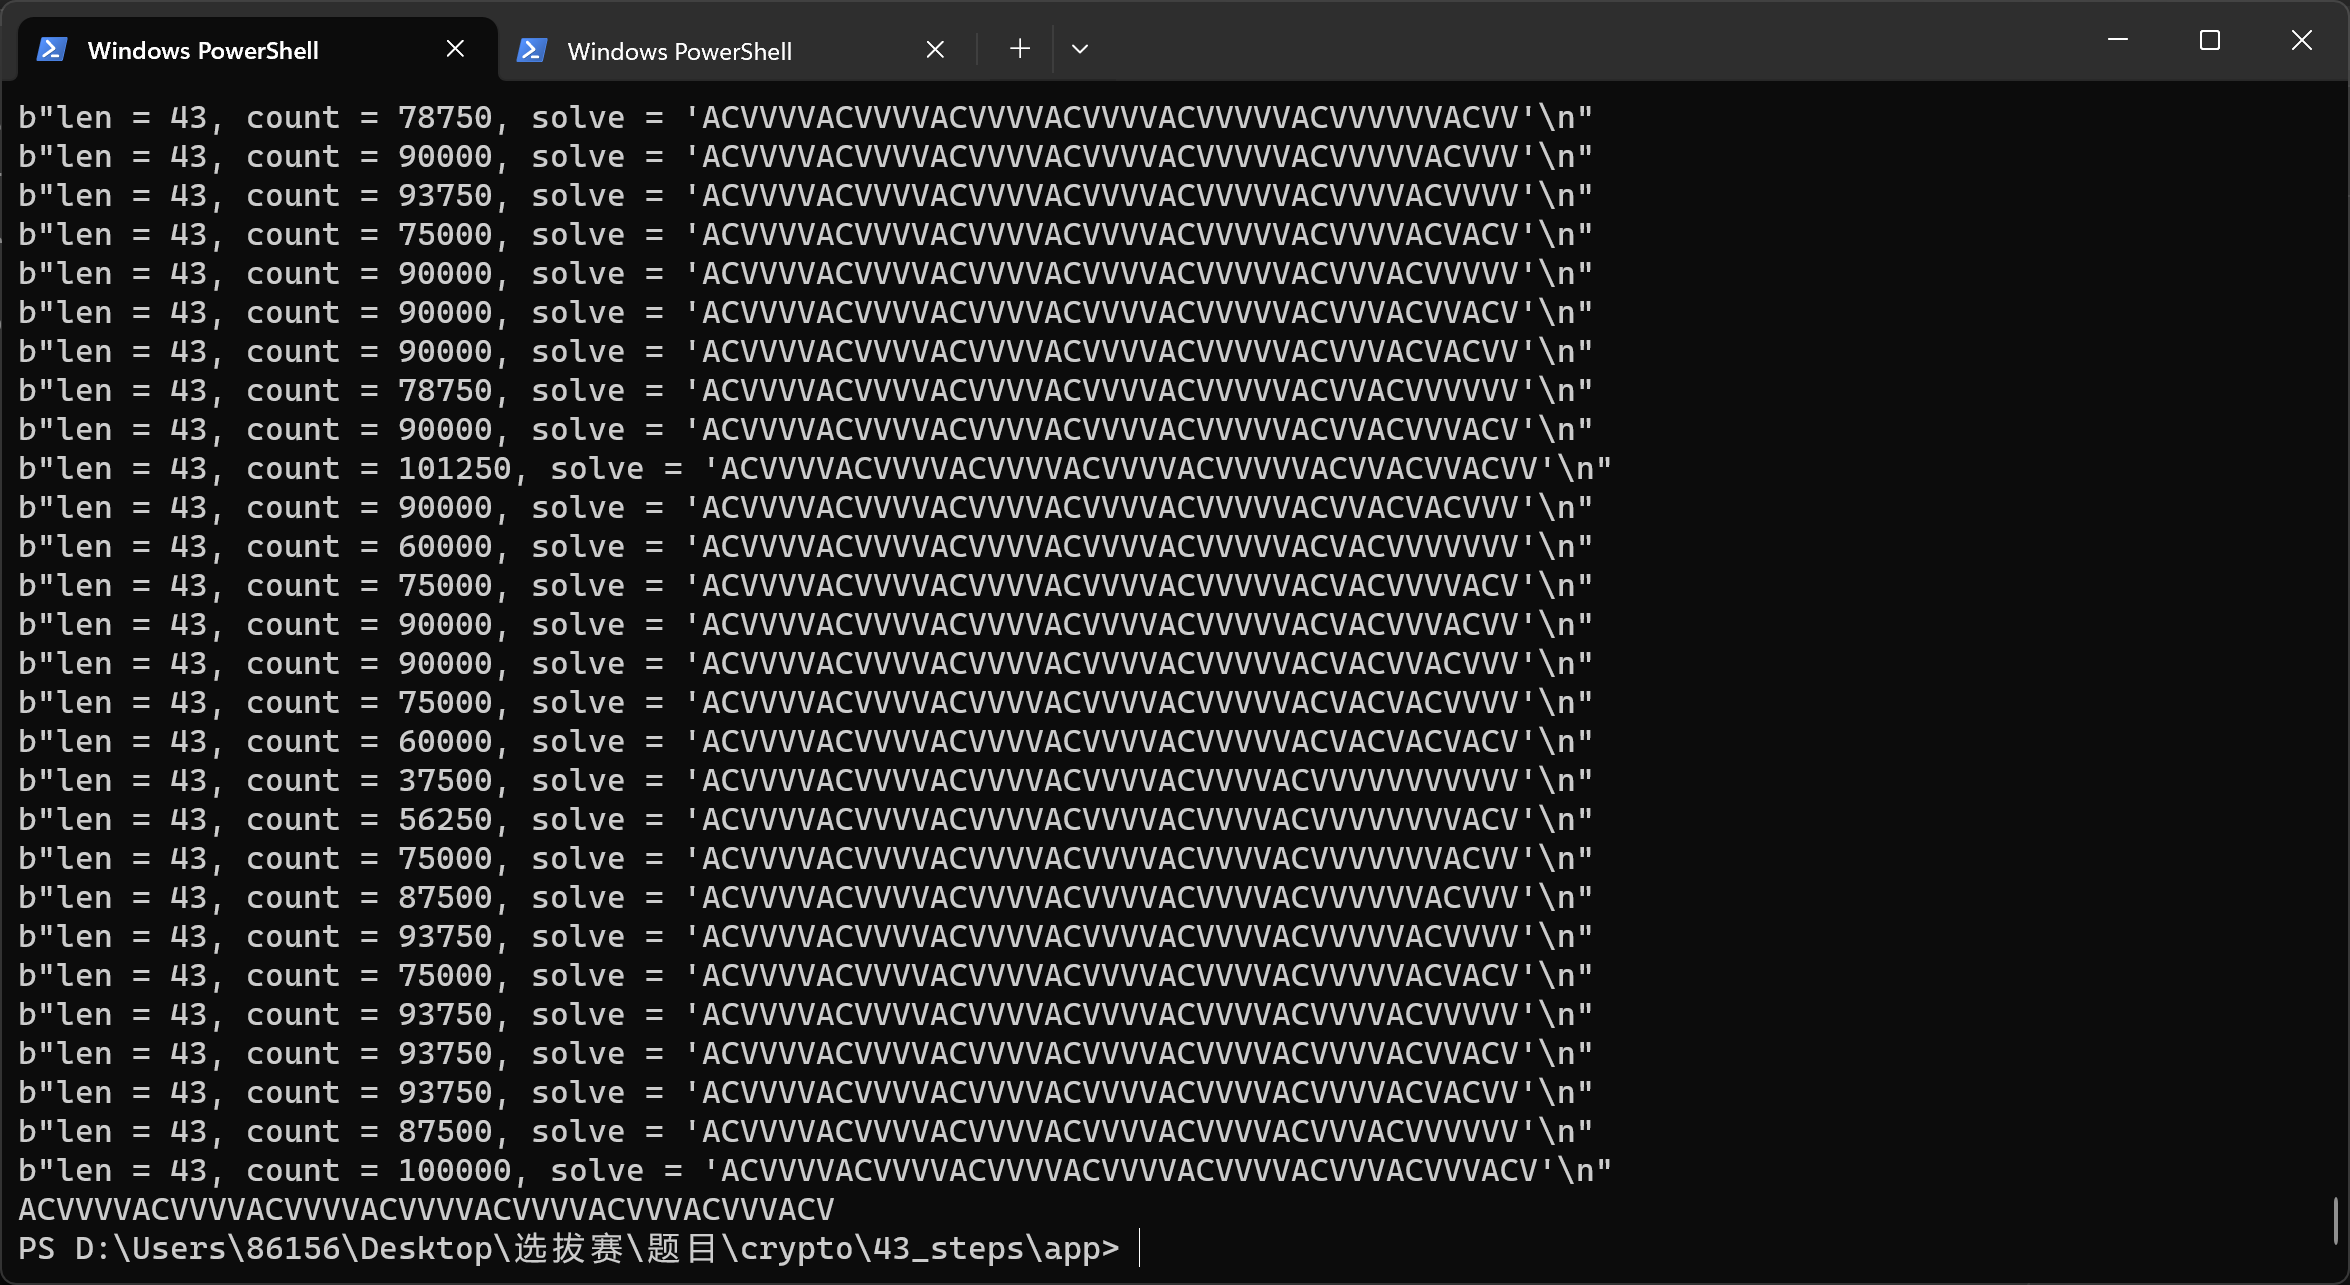 Windows PowerShell
Windows PowerShell
b"len = 43, count = 78750, solve = 'ACVVVVACVVVVACVVVVACVVVVACVVVVVACVVVVVVACVV'\n"
b"len = 43, count = 90000, solve = 'ACVVVVACVVVVACVVVVACVVVVACVVVVVACVVVVVACVVV'\n"
b"len = 43, count = 93750, solve = 'ACVVVVACVVVVACVVVVACVVVVACVVVVVACVVVVACVVVV'\n"
b"len = 43, count = 75000, solve = 'ACVVVVACVVVVACVVVVACVVVVACVVVVVACVVVVACVACV'\n"
b"len = 43, count = 90000, solve = 'ACVVVVACVVVVACVVVVACVVVVACVVVVVACVVVACVVVVV'\n"
b"len = 43, count = 90000, solve = 'ACVVVVACVVVVACVVVVACVVVVACVVVVVACVVVACVVACV'\n"
b"len = 43, count = 90000, solve = 'ACVVVVACVVVVACVVVVACVVVVACVVVVVACVVVACVACVV'\n"
b"len = 43, count = 78750, solve = 'ACVVVVACVVVVACVVVVACVVVVACVVVVVACVVACVVVVVV'\n"
b"len = 43, count = 90000, solve = 'ACVVVVACVVVVACVVVVACVVVVACVVVVVACVVACVVVACV'\n"
b"len = 43, count = 101250, solve = 'ACVVVVACVVVVACVVVVACVVVVACVVVVVACVVACVVACVV'\n"
b"len = 43, count = 90000, solve = 'ACVVVVACVVVVACVVVVACVVVVACVVVVVACVVACVACVVV'\n"
b"len = 43, count = 60000, solve = 'ACVVVVACVVVVACVVVVACVVVVACVVVVVACVACVVVVVVV'\n"
b"len = 43, count = 75000, solve = 'ACVVVVACVVVVACVVVVACVVVVACVVVVVACVACVVVVACV'\n"
b"len = 43, count = 90000, solve = 'ACVVVVACVVVVACVVVVACVVVVACVVVVVACVACVVVACVV'\n"
b"len = 43, count = 90000, solve = 'ACVVVVACVVVVACVVVVACVVVVACVVVVVACVACVVACVVV'\n"
b"len = 43, count = 75000, solve = 'ACVVVVACVVVVACVVVVACVVVVACVVVVVACVACVACVVVV'\n"
b"len = 43, count = 60000, solve = 'ACVVVVACVVVVACVVVVACVVVVACVVVVVACVACVACVACV'\n"
b"len = 43, count = 37500, solve = 'ACVVVVACVVVVACVVVVACVVVVACVVVVACVVVVVVVVVVV'\n"
b"len = 43, count = 56250, solve = 'ACVVVVACVVVVACVVVVACVVVVACVVVVACVVVVVVVVACV'\n"
b"len = 43, count = 75000, solve = 'ACVVVVACVVVVACVVVVACVVVVACVVVVACVVVVVVVACVV'\n"
b"len = 43, count = 87500, solve = 'ACVVVVACVVVVACVVVVACVVVVACVVVVACVVVVVVACVVV'\n"
b"len = 43, count = 93750, solve = 'ACVVVVACVVVVACVVVVACVVVVACVVVVACVVVVVACVVVV'\n"
b"len = 43, count = 75000, solve = 'ACVVVVACVVVVACVVVVACVVVVACVVVVACVVVVVACVACV'\n"
b"len = 43, count = 93750, solve = 'ACVVVVACVVVVACVVVVACVVVVACVVVVACVVVVACVVVVV'\n"
b"len = 43, count = 93750, solve = 'ACVVVVACVVVVACVVVVACVVVVACVVVVACVVVVACVVACV'\n"
b"len = 43, count = 93750, solve = 'ACVVVVACVVVVACVVVVACVVVVACVVVVACVVVVACVACVV'\n"
b"len = 43, count = 87500, solve = 'ACVVVVACVVVVACVVVVACVVVVACVVVVACVVVACVVVVVV'\n"
b"len = 43, count = 100000, solve = 'ACVVVVACVVVVACVVVVACVVVVACVVVVACVVVACVVVACV'\n"
ACVVVVACVVVVACVVVVACVVVVACVVVVACVVVACVVVACV
PS D:\Users\86156\Desktop\选拔赛\题目\crypto\43_steps\app>